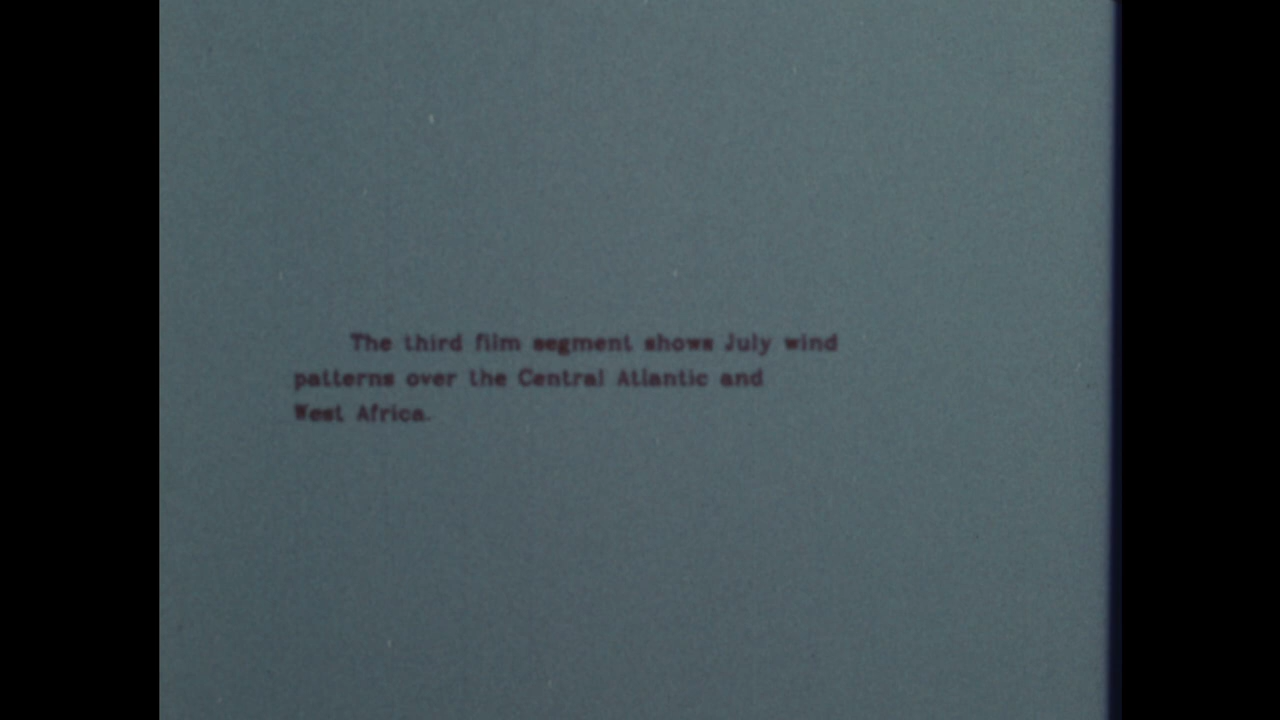 The third film segment shows July wind
patterns over the Central Atlantic and
West Africa.